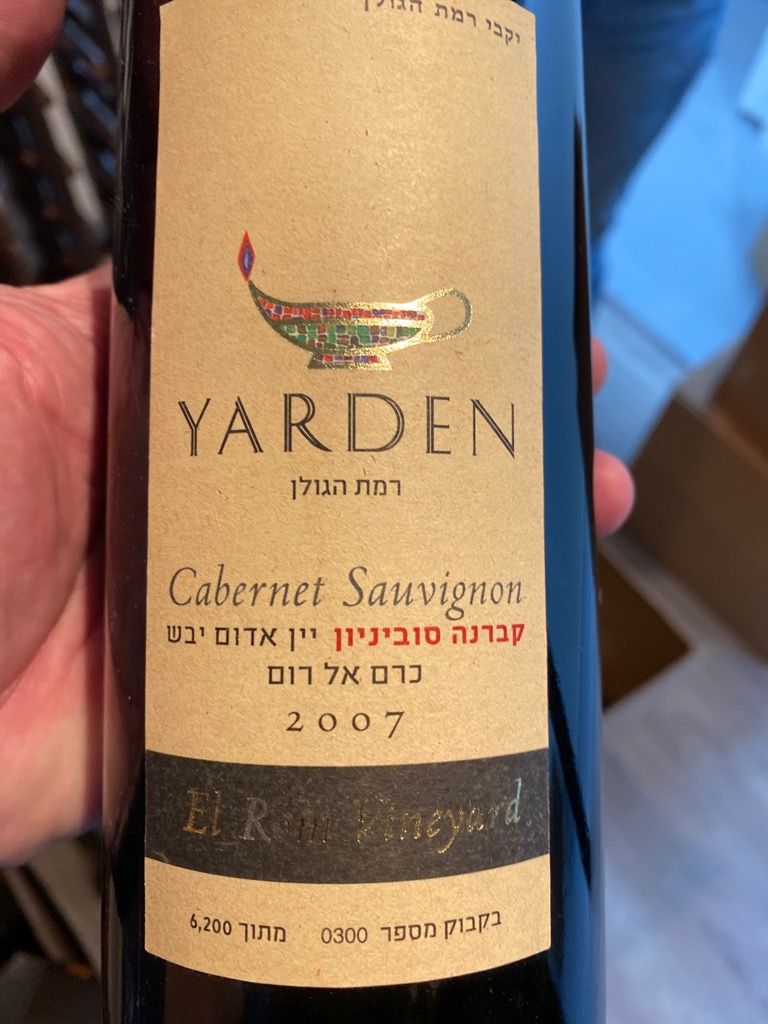 יקבי רמת הגולן
YARDEN
רמת הגולן
Cabernet Sauvignon
קברנה סוביניון יין אדום יבש
כרם אל רום
2007
El Rom Vineyard
בקבוק מספר 0300 מתוך 6,200